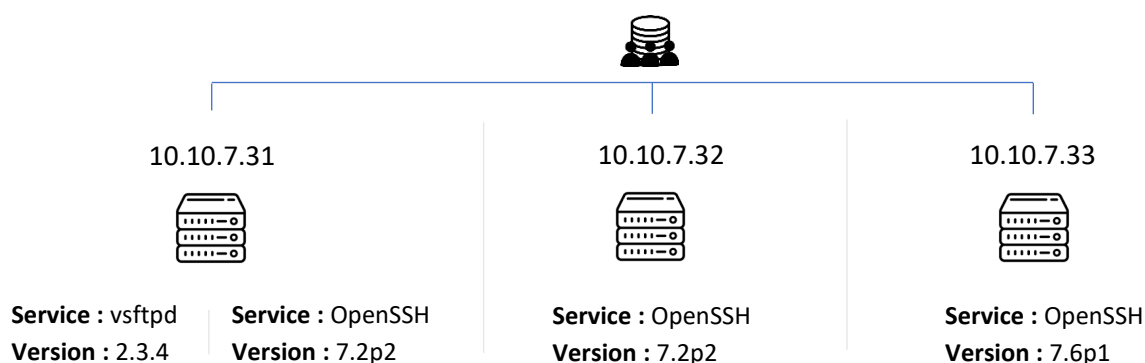 10.10.7.31
10.10.7.32
10.10.7.33
Service : vsftpd
Version : 2.3.4
Service : OpenSSH
Version : 7.2p2
Service : OpenSSH
Version : 7.2p2
Service : OpenSSH
Version : 7.6p1